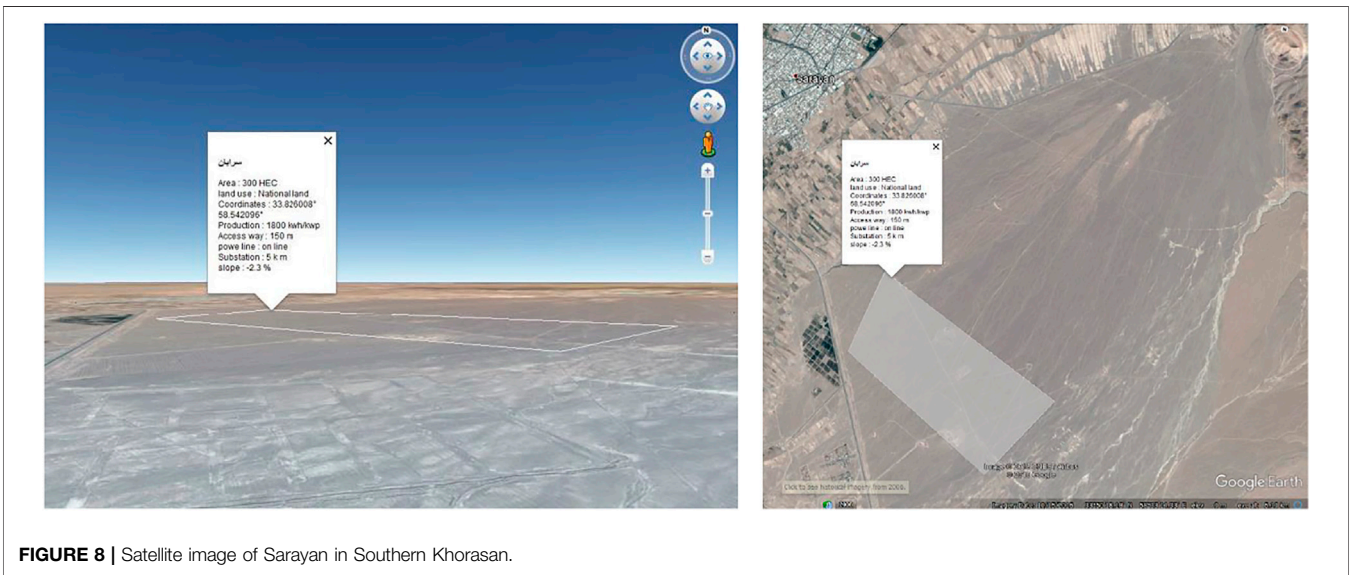 N
×
سرایان
Area : 300 HEC
land use : National land
Coordinates : 33.826008°
58.542096°
Production : 1800 kwh/kwp
Access way : 150 m
powe line : on line
Substation : 5 k m
slope : -2.3 %
N
Sarayan
×
سرایان
Area : 300 HEC
land use : National land
Coordinates : 33.826008°
58.542096°
Production : 1800 kwh/kwp
Access way : 150 m
powe line : on line
Substation : 5 k m
slope : -2.3 %
Google Earth
FIGURE 8 | Satellite image of Sarayan in Southern Khorasan.